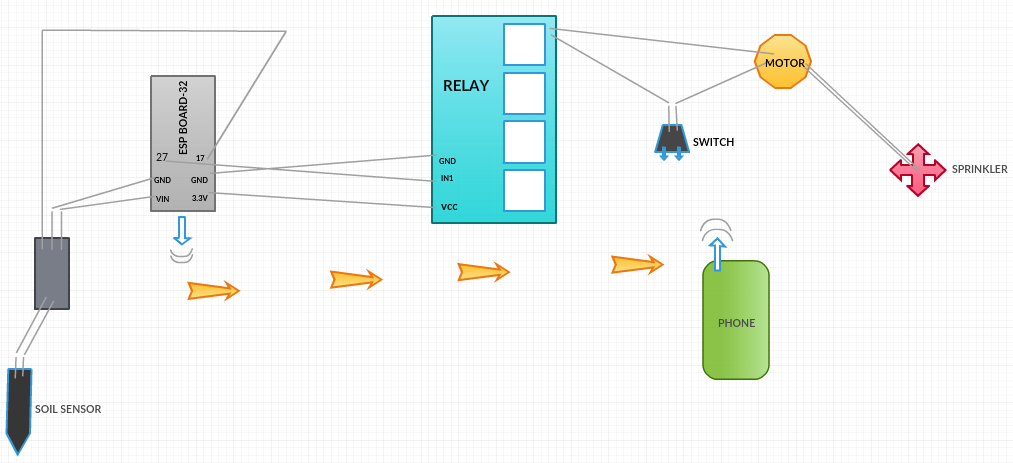 ESP BOARD-32
27
17
GND
GND
VIN
3.3V
RELAY
GND
IN1
VCC
MOTOR
SWITCH
SPRINKLER
PHONE
SOIL SENSOR